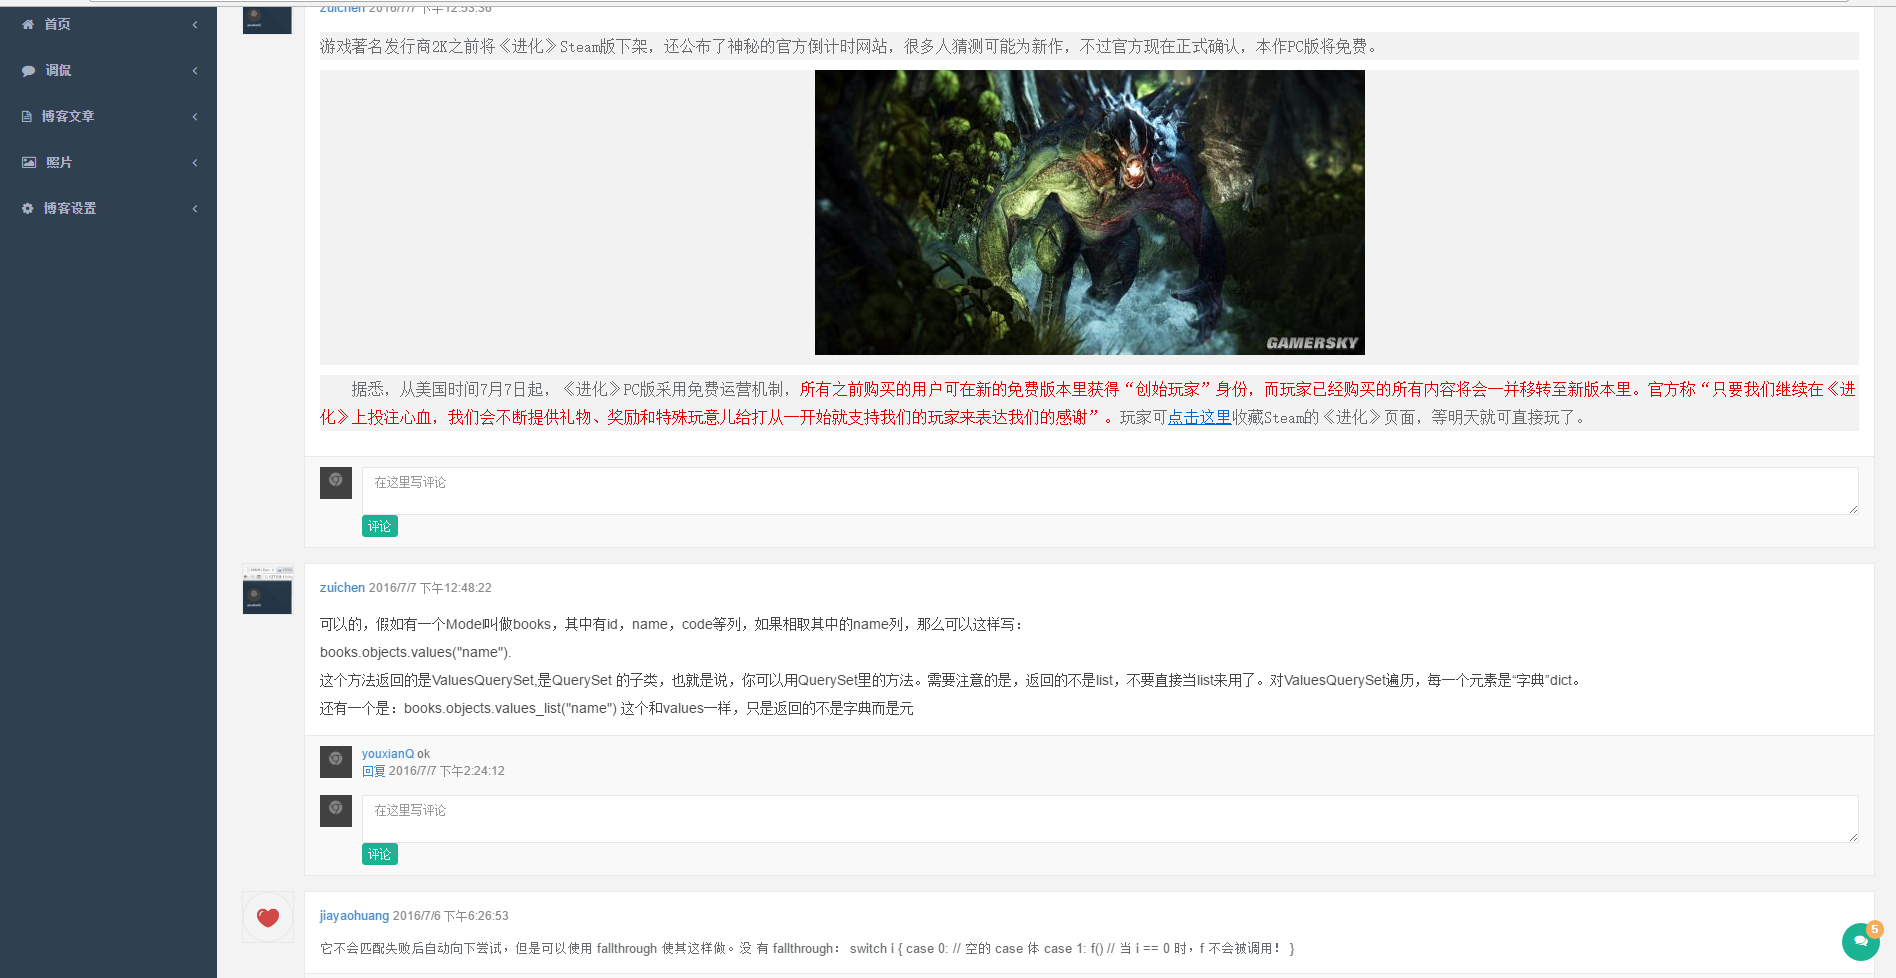 首页
调侃
博客文章
照片
博客设置
zuichen 2016/7/7 下午12:53:36
游戏著名发行商2K之前将《进化》Steam版下架，还公布了神秘的官方倒计时网站，很多人猜测可能为新作，不过官方现在正式确认，本作PC版将免费。
GAMERSKY
据悉，从美国时间7月7日起，《进化》PC版采用免费运营机制，所有之前购买的用户可在新的免费版本里获得“创始玩家”身份，而玩家已经购买的所有内容将会一并移转至新版本里。官方称“只要我们继续在《进
化》上投注心血，我们会不断提供礼物、奖励和特殊玩意儿给打从一开始就支持我们的玩家来表达我们的感谢”。玩家可点击这里收藏Steam的《进化》页面，等明天就可直接玩了。
在这里写评论
评论
zuichen 2016/7/7 下午12:48:22
可以的，假如有一个Model叫做books，其中有id，name，code等列，如果相取其中的name列，那么可以这样写：
books.objects.values("name").
这个方法返回的是ValuesQuerySet,是QuerySet 的子类，也就是说，你可以用QuerySet里的方法。需要注意的是，返回的不是list，不要直接当list来用了。对ValuesQuerySet遍历，每一个元素是“字典”dict。
还有一个是：books.objects.values_list("name") 这个和values一样，只是返回的不是字典而是元
youxianQ ok
回复 2016/7/7 下午2:24:12
在这里写评论
评论
jiayaohuang 2016/7/6 下午6:26:53
它不会匹配失败后自动向下尝试，但是可以使用 fallthrough 使其这样做。没 有 fallthrough： switch i { case 0: // 空的 case 体 case 1: f() // 当 i == 0 时，f 不会被调用！ }
5